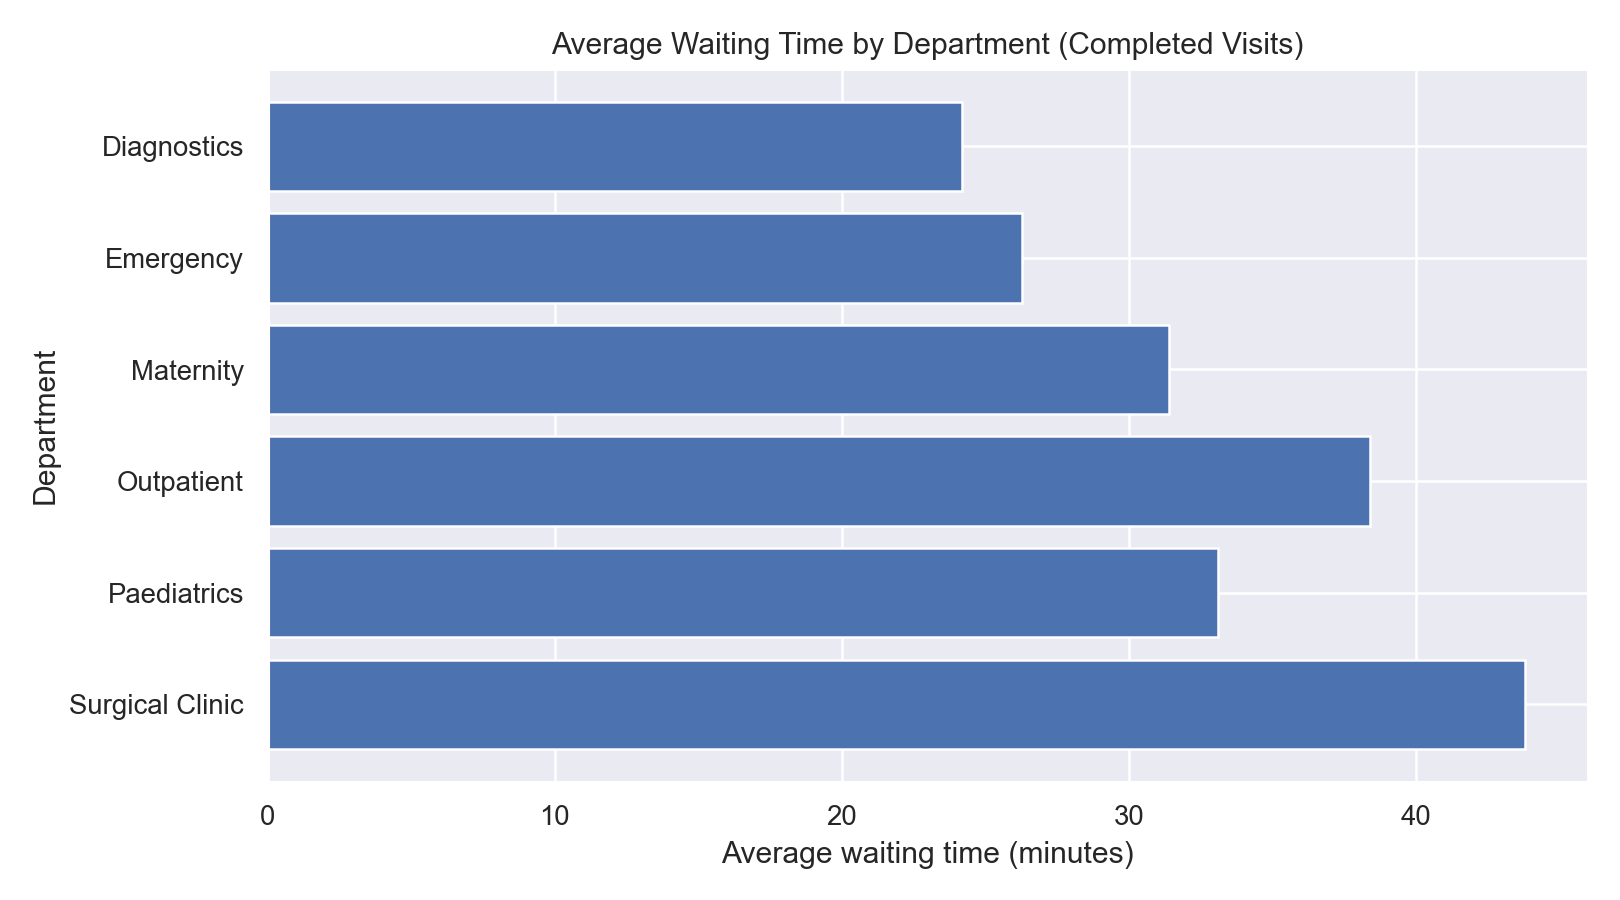 Average Waiting Time by Department (Completed Visits)
Department
Diagnostics
Emergency
Maternity
Outpatient
Paediatrics
Surgical Clinic
0 10 20 30 40
Average waiting time (minutes)